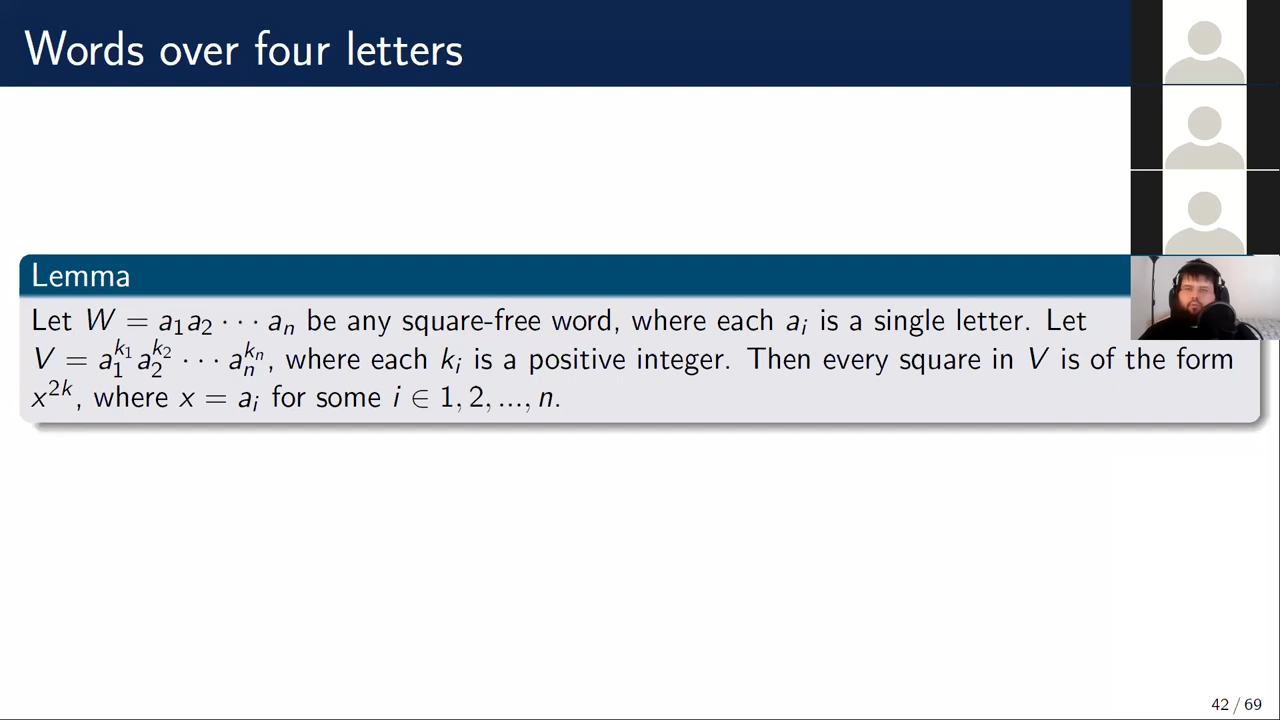 Words over four letters
Lemma
Let W = a₁a₂ · · · aₙ be any square-free word, where each aᵢ is a single letter. Let
V = a₁^{k₁} a₂^{k₂} · · · aₙ^{kₙ}, where each kᵢ is a positive integer. Then every square in V is of the form
x^{2k}, where x = aᵢ for some i ∈ 1, 2, ..., n.
42 / 69